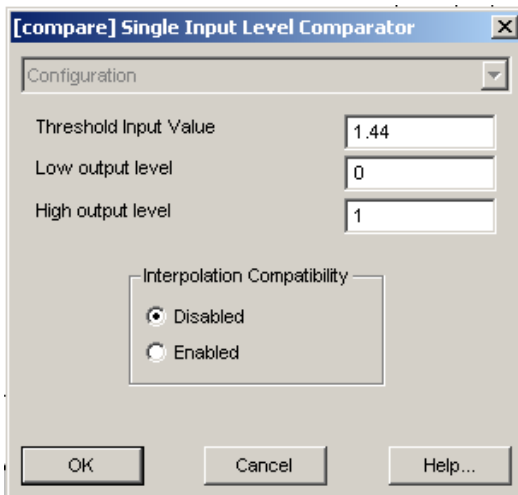 [compare] Single Input Level Comparator
Configuration
Threshold Input Value 1.44
Low output level 0
High output level 1
Interpolation Compatibility
Disabled
Enabled
OK Cancel Help...